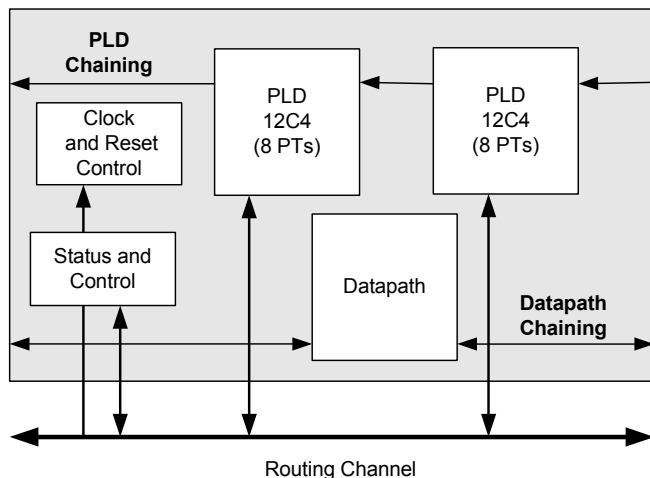 PLD
Chaining
PLD
12C4
(8 PTs)
PLD
12C4
(8 PTs)
Clock
and Reset
Control
Status and
Control
Datapath
Datapath
Chaining
Routing Channel